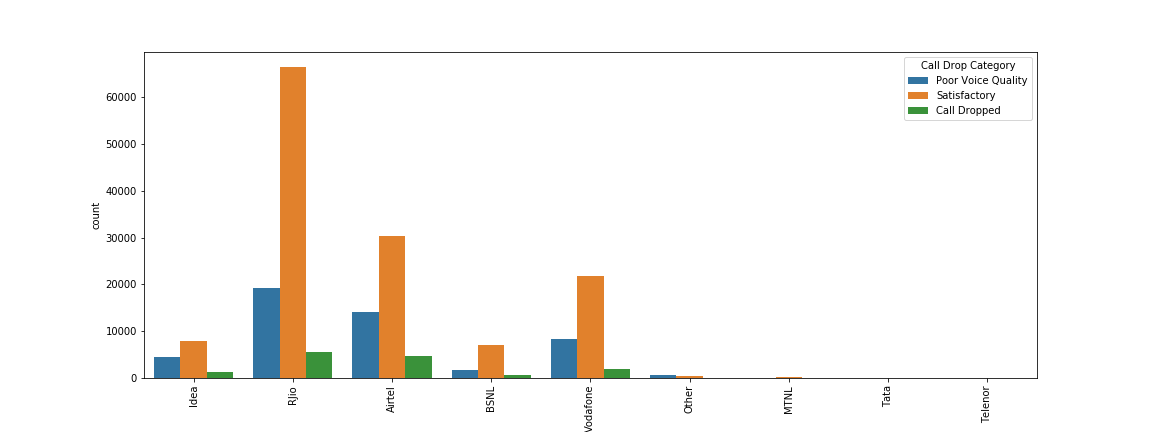 Call Drop Category
Poor Voice Quality
Satisfactory
Call Dropped
count
60000
50000
40000
30000
20000
10000
0
Idea
RJio
Airtel
BSNL
Vodafone
Other
MTNL
Tata
Telenor